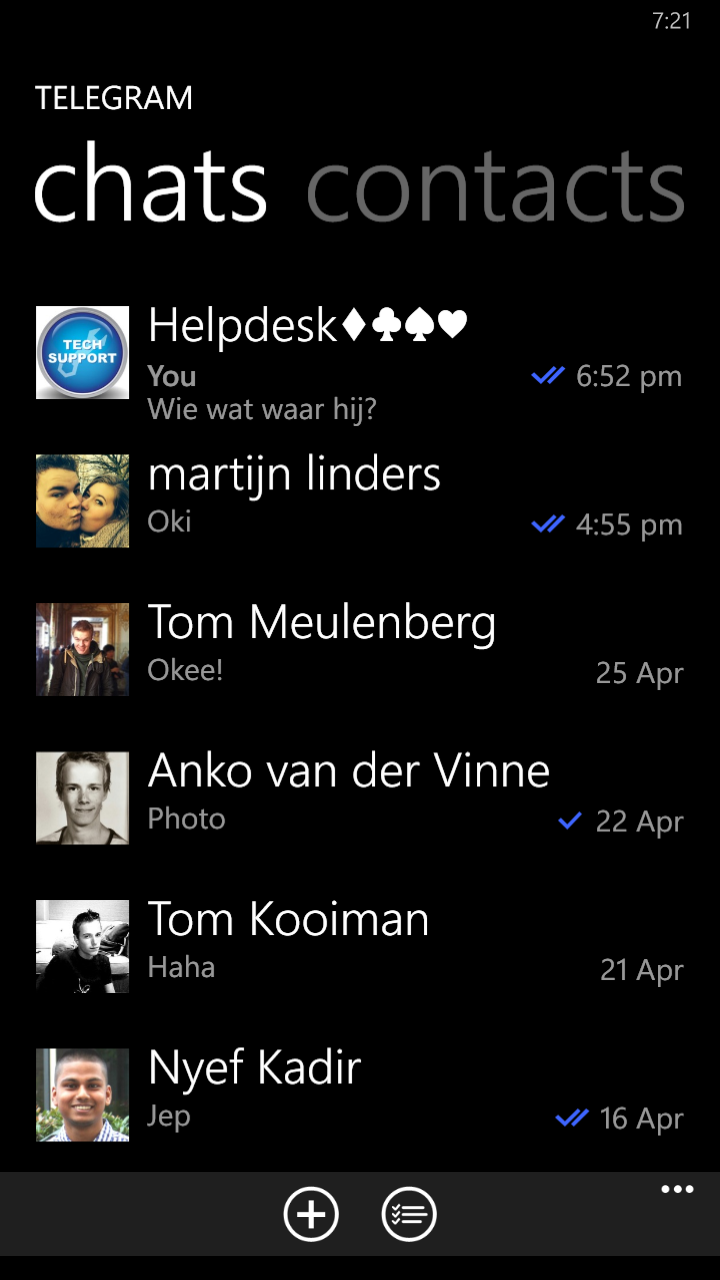 7:21
TELEGRAM
chats contacts
TECH
SUPPORT
Helpdesk♦♣♠♥
You
6:52 pm
Wie wat waar hij?
martijn linders
Oki
4:55 pm
Tom Meulenberg
Okee!
25 Apr
Anko van der Vinne
Photo
22 Apr
Tom Kooiman
Haha
21 Apr
Nyef Kadir
Jep
16 Apr